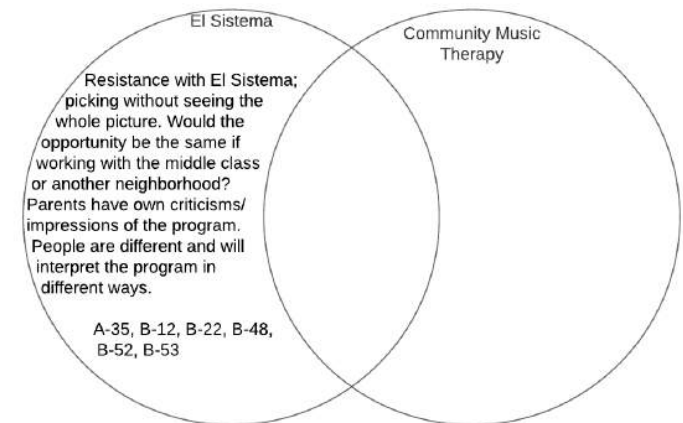 El Sistema
Community Music
Therapy
Resistance with El Sistema;
picking without seeing the
whole picture. Would the
opportunity be the same if
working with the middle class
or another neighborhood?
Parents have own criticisms/
impressions of the program.
People are different and will
interpret the program in
different ways.
A-35, B-12, B-22, B-48,
B-52, B-53